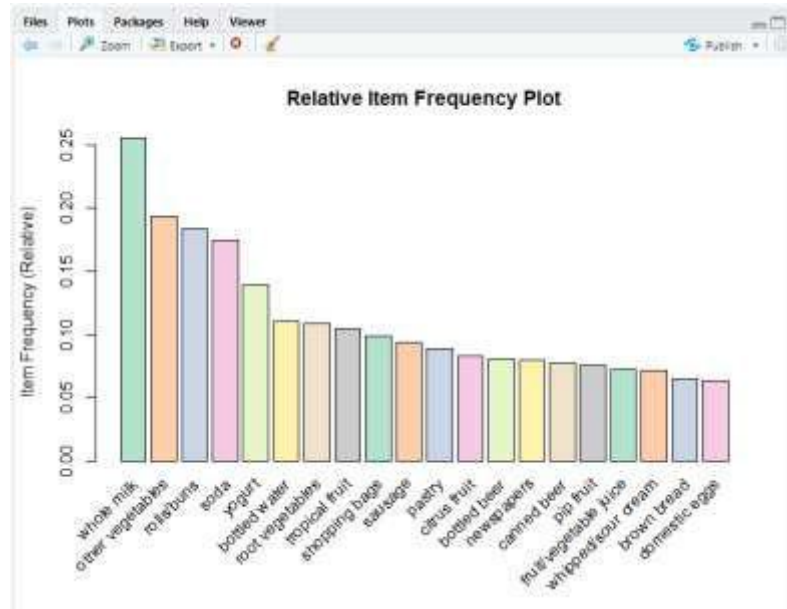 Files Plots Packages Help Viewer
Zoom Export Publish
Relative Item Frequency Plot
Item Frequency (Relative)
0.25
0.20
0.15
0.10
0.05
0.00
whole milk
other vegetables
rolls/buns
soda
yogurt
bottled water
root vegetables
tropical fruit
shopping bags
sausage
pastry
citrus fruit
bottled beer
newspapers
canned beer
pip fruit
fruit/vegetable juice
whipped/sour cream
brown bread
domestic eggs